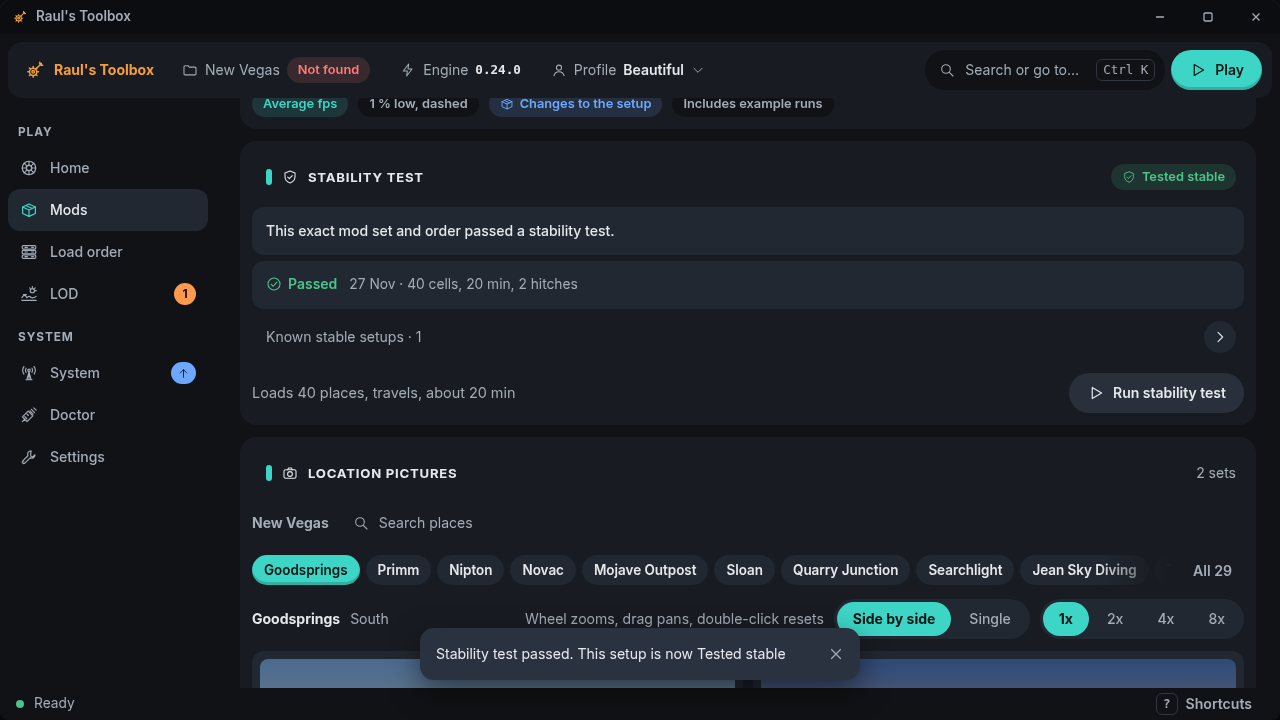 Raul's Toolbox
Raul's Toolbox
New Vegas Not found
Engine 0.24.0
Profile Beautiful
Search or go to... Ctrl K
Play
Average fps
1 % low, dashed
Changes to the setup
Includes example runs
PLAY
Home
Mods
Load order
LOD 1
SYSTEM
System
Doctor
Settings
STABILITY TEST
Tested stable
This exact mod set and order passed a stability test.
Passed 27 Nov · 40 cells, 20 min, 2 hitches
Known stable setups · 1
Loads 40 places, travels, about 20 min
Run stability test
LOCATION PICTURES
2 sets
New Vegas
Search places
Goodsprings Primm Nipton Novac Mojave Outpost Sloan Quarry Junction Searchlight Jean Sky Diving All 29
Goodsprings South
Wheel zooms, drag pans, double-click resets
Side by side Single
1x 2x 4x 8x
Stability test passed. This setup is now Tested stable
Ready
? Shortcuts